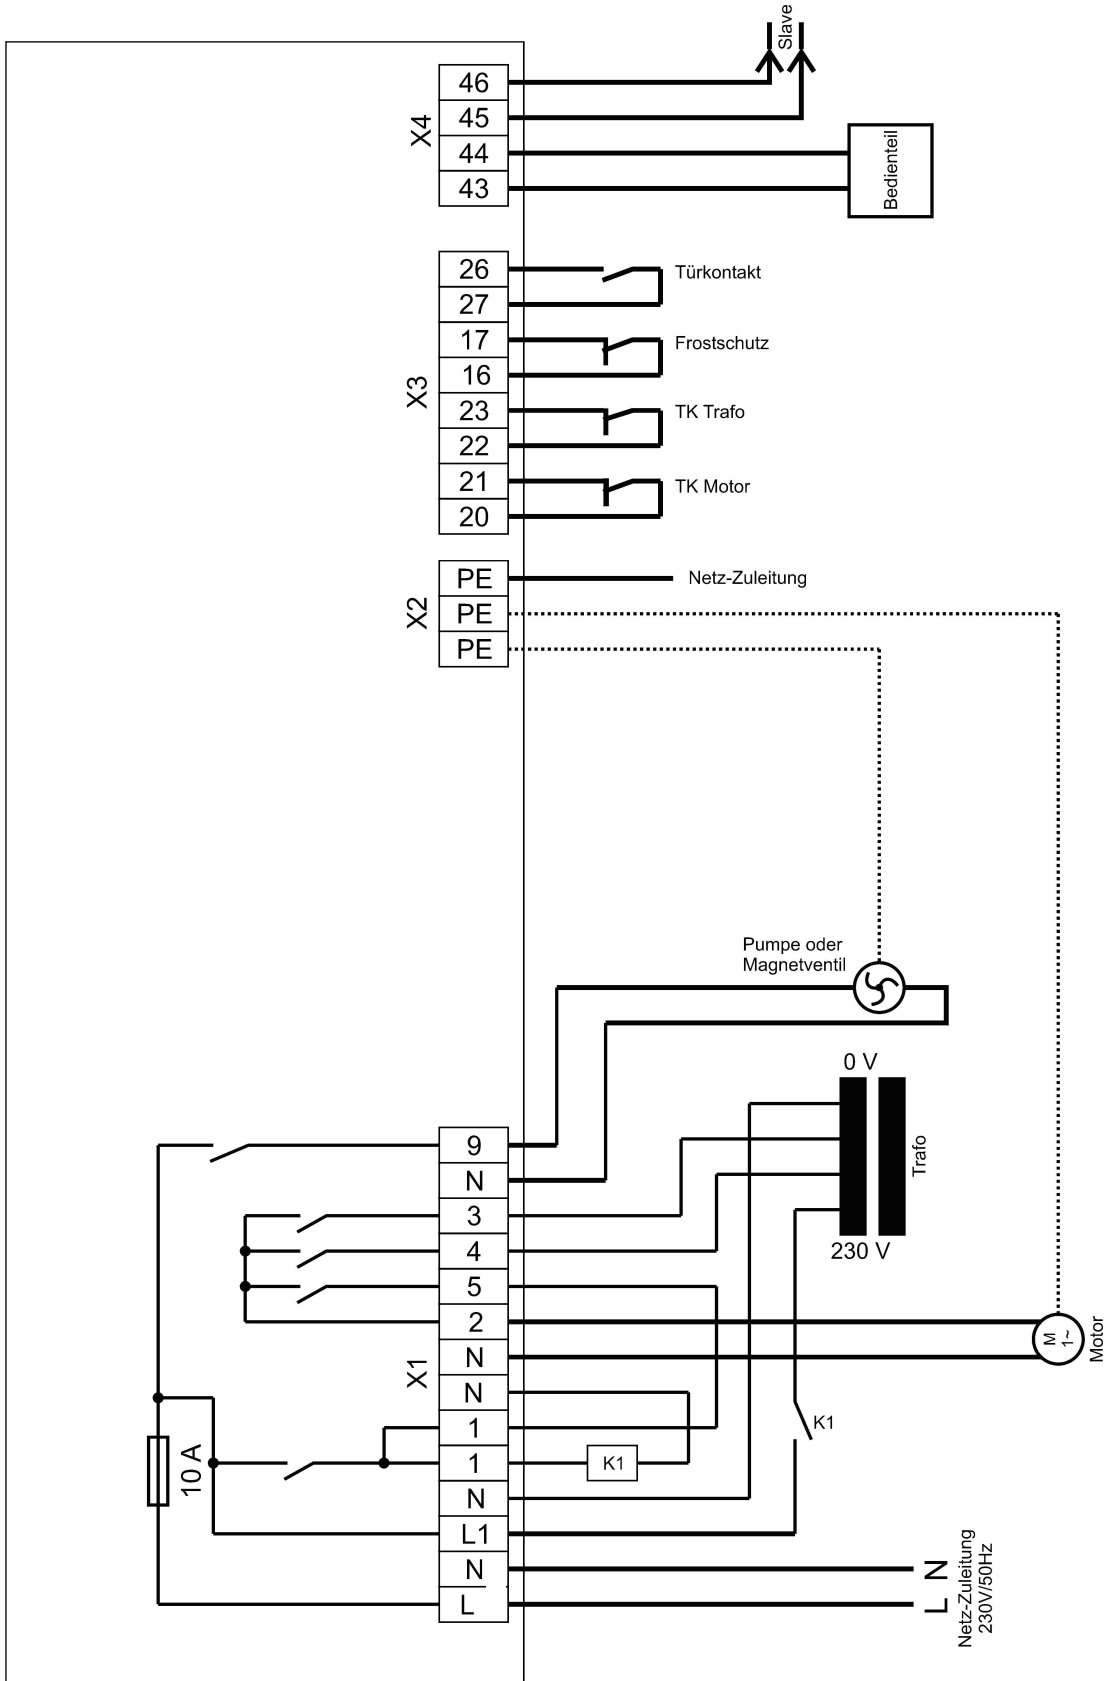 Slave
46
45
44
43
X4
Bedienteil
26
27
17
16
23
22
21
20
X3
Türkontakt
Frostschutz
TK Trafo
TK Motor
PE
PE
PE
X2
Netz-Zuleitung
Pumpe oder
Magnetventil
0 V
Trafo
230 V
9
N
3
4
5
2
N
N
1
1
N
L1
N
L
X1
M
1~
Motor
K1
K1
10 A
L N
Netz-Zuleitung
230V/50Hz